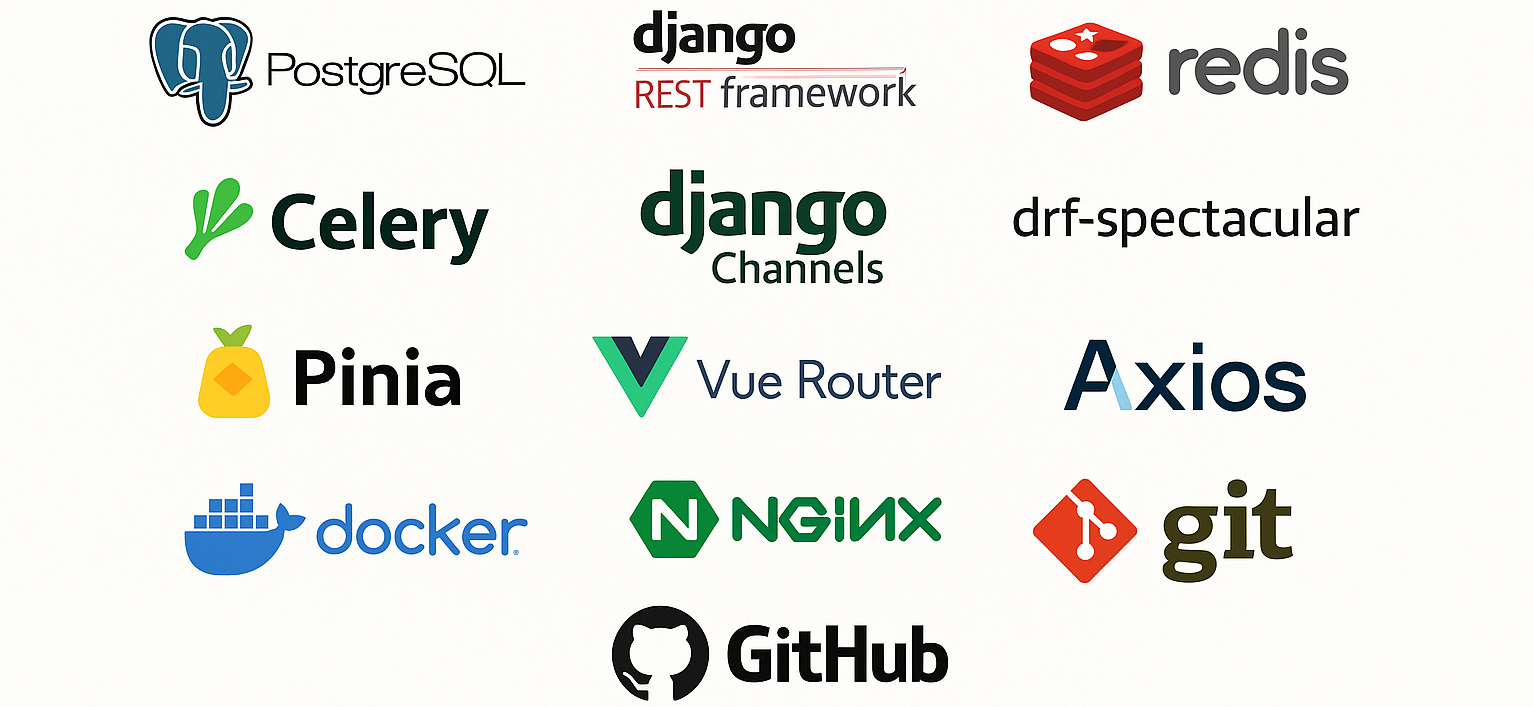 PostgreSQL
django
REST framework
redis
Celery
django
Channels
drf-spectacular
Pinia
Vue Router
Axios
docker
N NGINX
git
GitHub